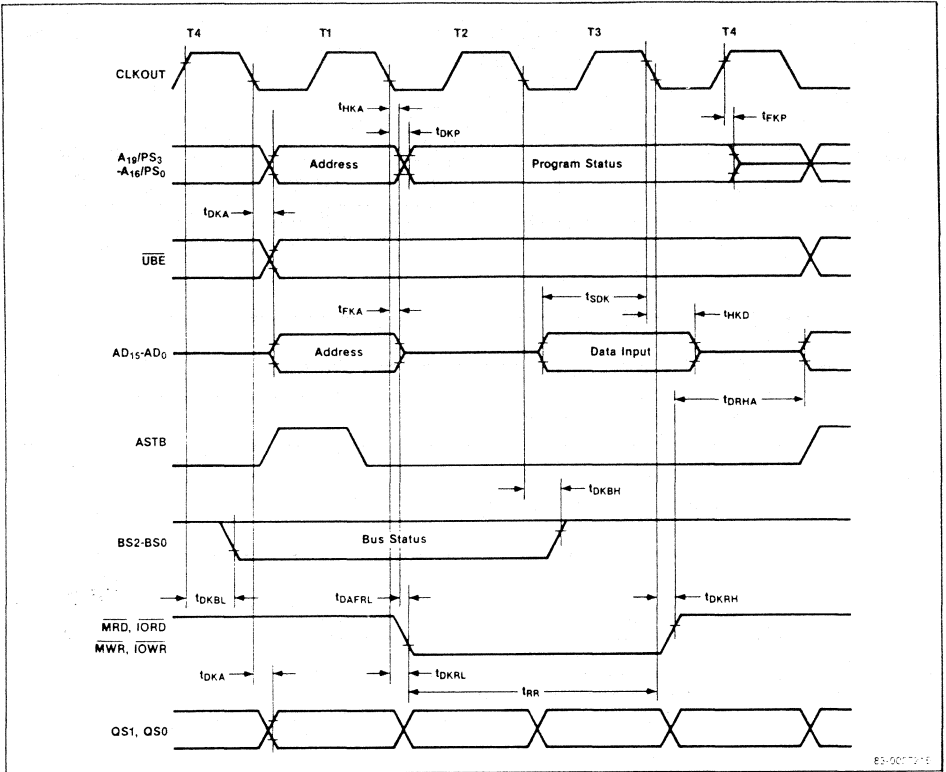 T4 T1 T2 T3 T4
CLKOUT
tHKA
tDKP
tFKP
A19/PS3
-A16/PS0
Address
Program Status
tDKA
UBE
tSDK
tFKA
tHKD
AD15-AD0
Address
Data Input
tDRHA
ASTB
tDKBH
BS2-BS0
Bus Status
tDKBL
tDAFRL
tDKRH
MRD, IORD
MWR, IOWR
tDKA
tDKRL
tRR
QS1, QS0